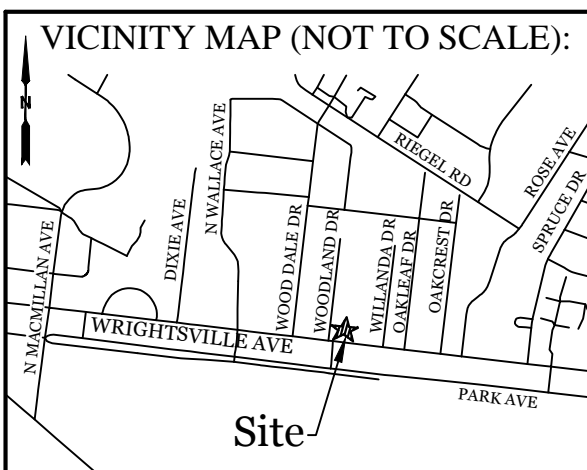 VICINITY MAP (NOT TO SCALE):
N
N MACMILLAN AVE
DIXIE AVE
N WALLACE AVE
WOOD DALE DR
WOODLAND DR
WILLANDA DR
OAKLEAF DR
OAKCREST DR
RIEGEL RD
ROSE AVE
SPRUCE DR
WRIGHTSVILLE AVE
PARK AVE
Site